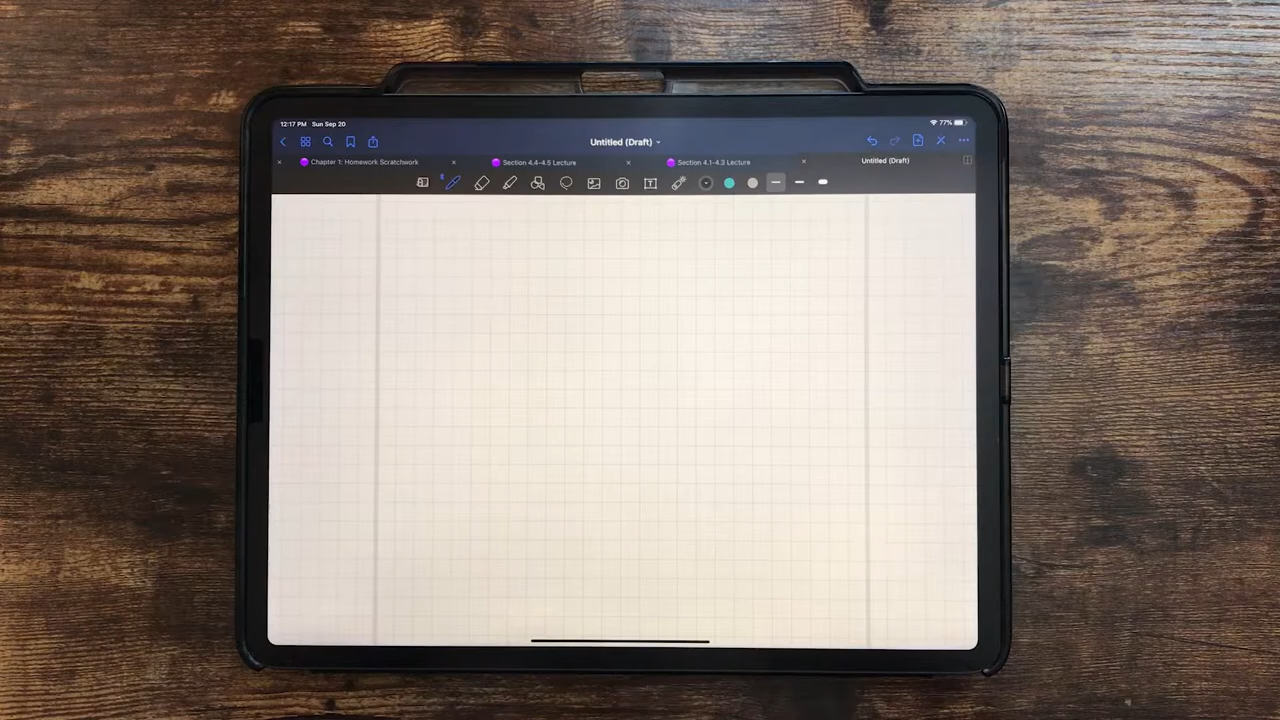 12:17 PM Sun Sep 20
77%
Untitled (Draft)
Chapter 1: Homework Scratchwork
Section 4.4-4.5 Lecture
Section 4.1-4.3 Lecture
Untitled (Draft)